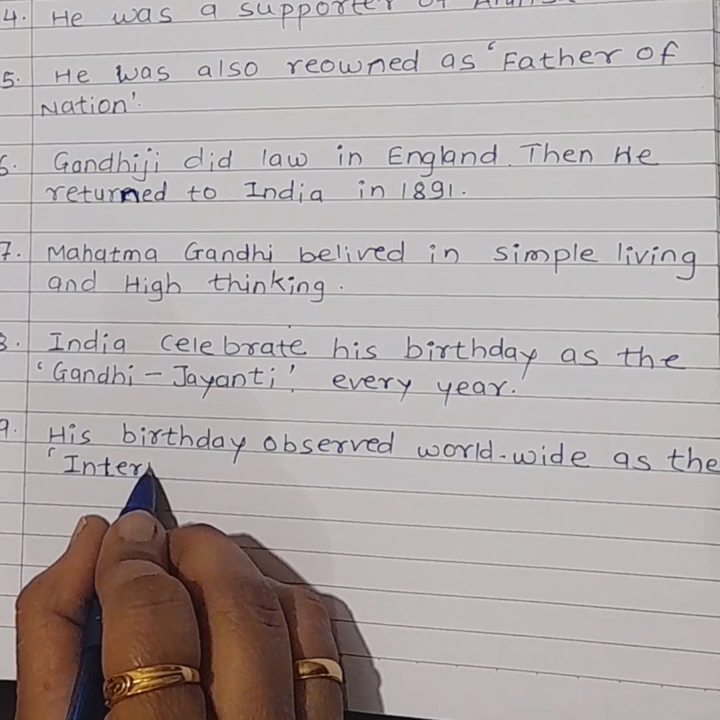 4. He was a supporter of
5. He was also reowned as 'Father of
Nation'.
6. Gandhiji did law in England. Then He
returned to India in 1891.
7. Mahatma Gandhi belived in simple living
and High thinking.
8. India Celebrate his birthday as the
'Gandhi - Jayanti'. every year.
9. His birthday observed world-wide as the
'Inter